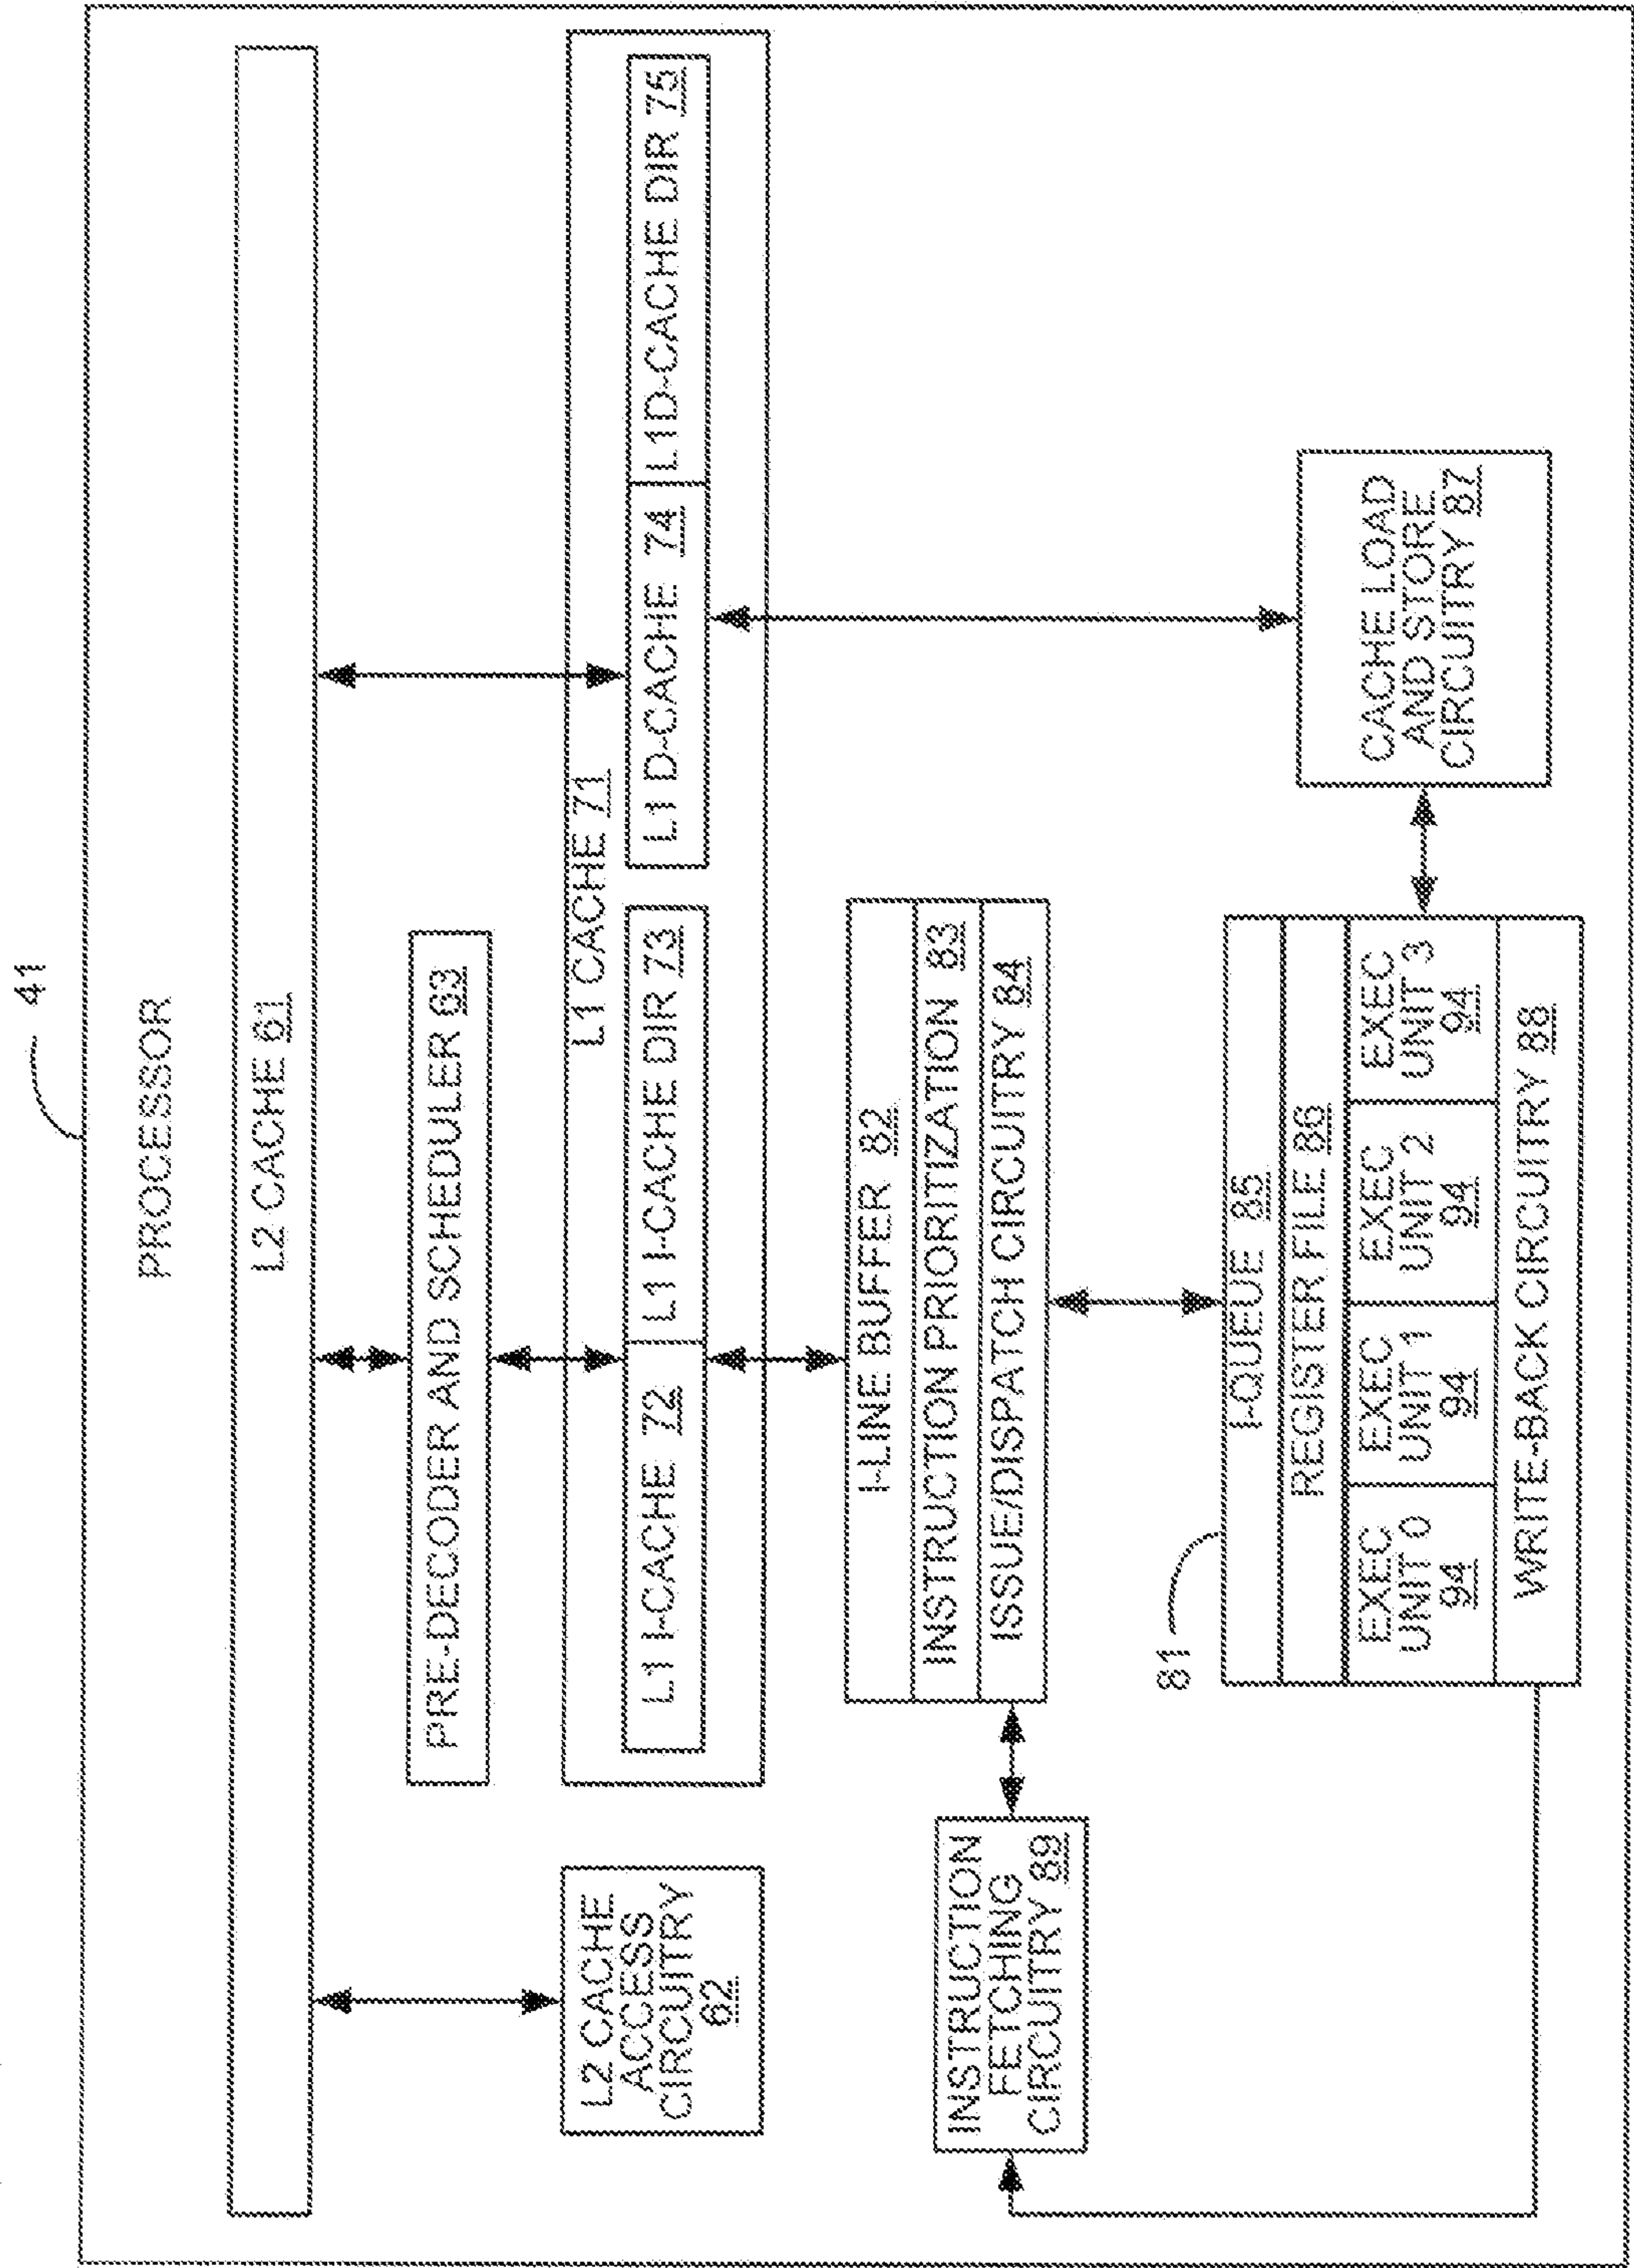 41
PROCESSOR
L2 CACHE 61
L2 CACHE
ACCESS
CIRCUITRY
62
PRE-DECODER AND SCHEDULER 63
L1 CACHE 71
L1 I-CACHE 72
L1 I-CACHE DIR 73
L1 D-CACHE 74
L1D-CACHE DIR 75
I-LINE BUFFER 82
INSTRUCTION PRIORITIZATION 83
ISSUE/DISPATCH CIRCUITRY 84
INSTRUCTION
FETCHING
CIRCUITRY 89
81
I-QUEUE 85
REGISTER FILE 86
EXEC
UNIT 0
94
EXEC
UNIT 1
94
EXEC
UNIT 2
94
EXEC
UNIT 3
94
WRITE-BACK CIRCUITRY 88
CACHE LOAD
AND STORE
CIRCUITRY 87